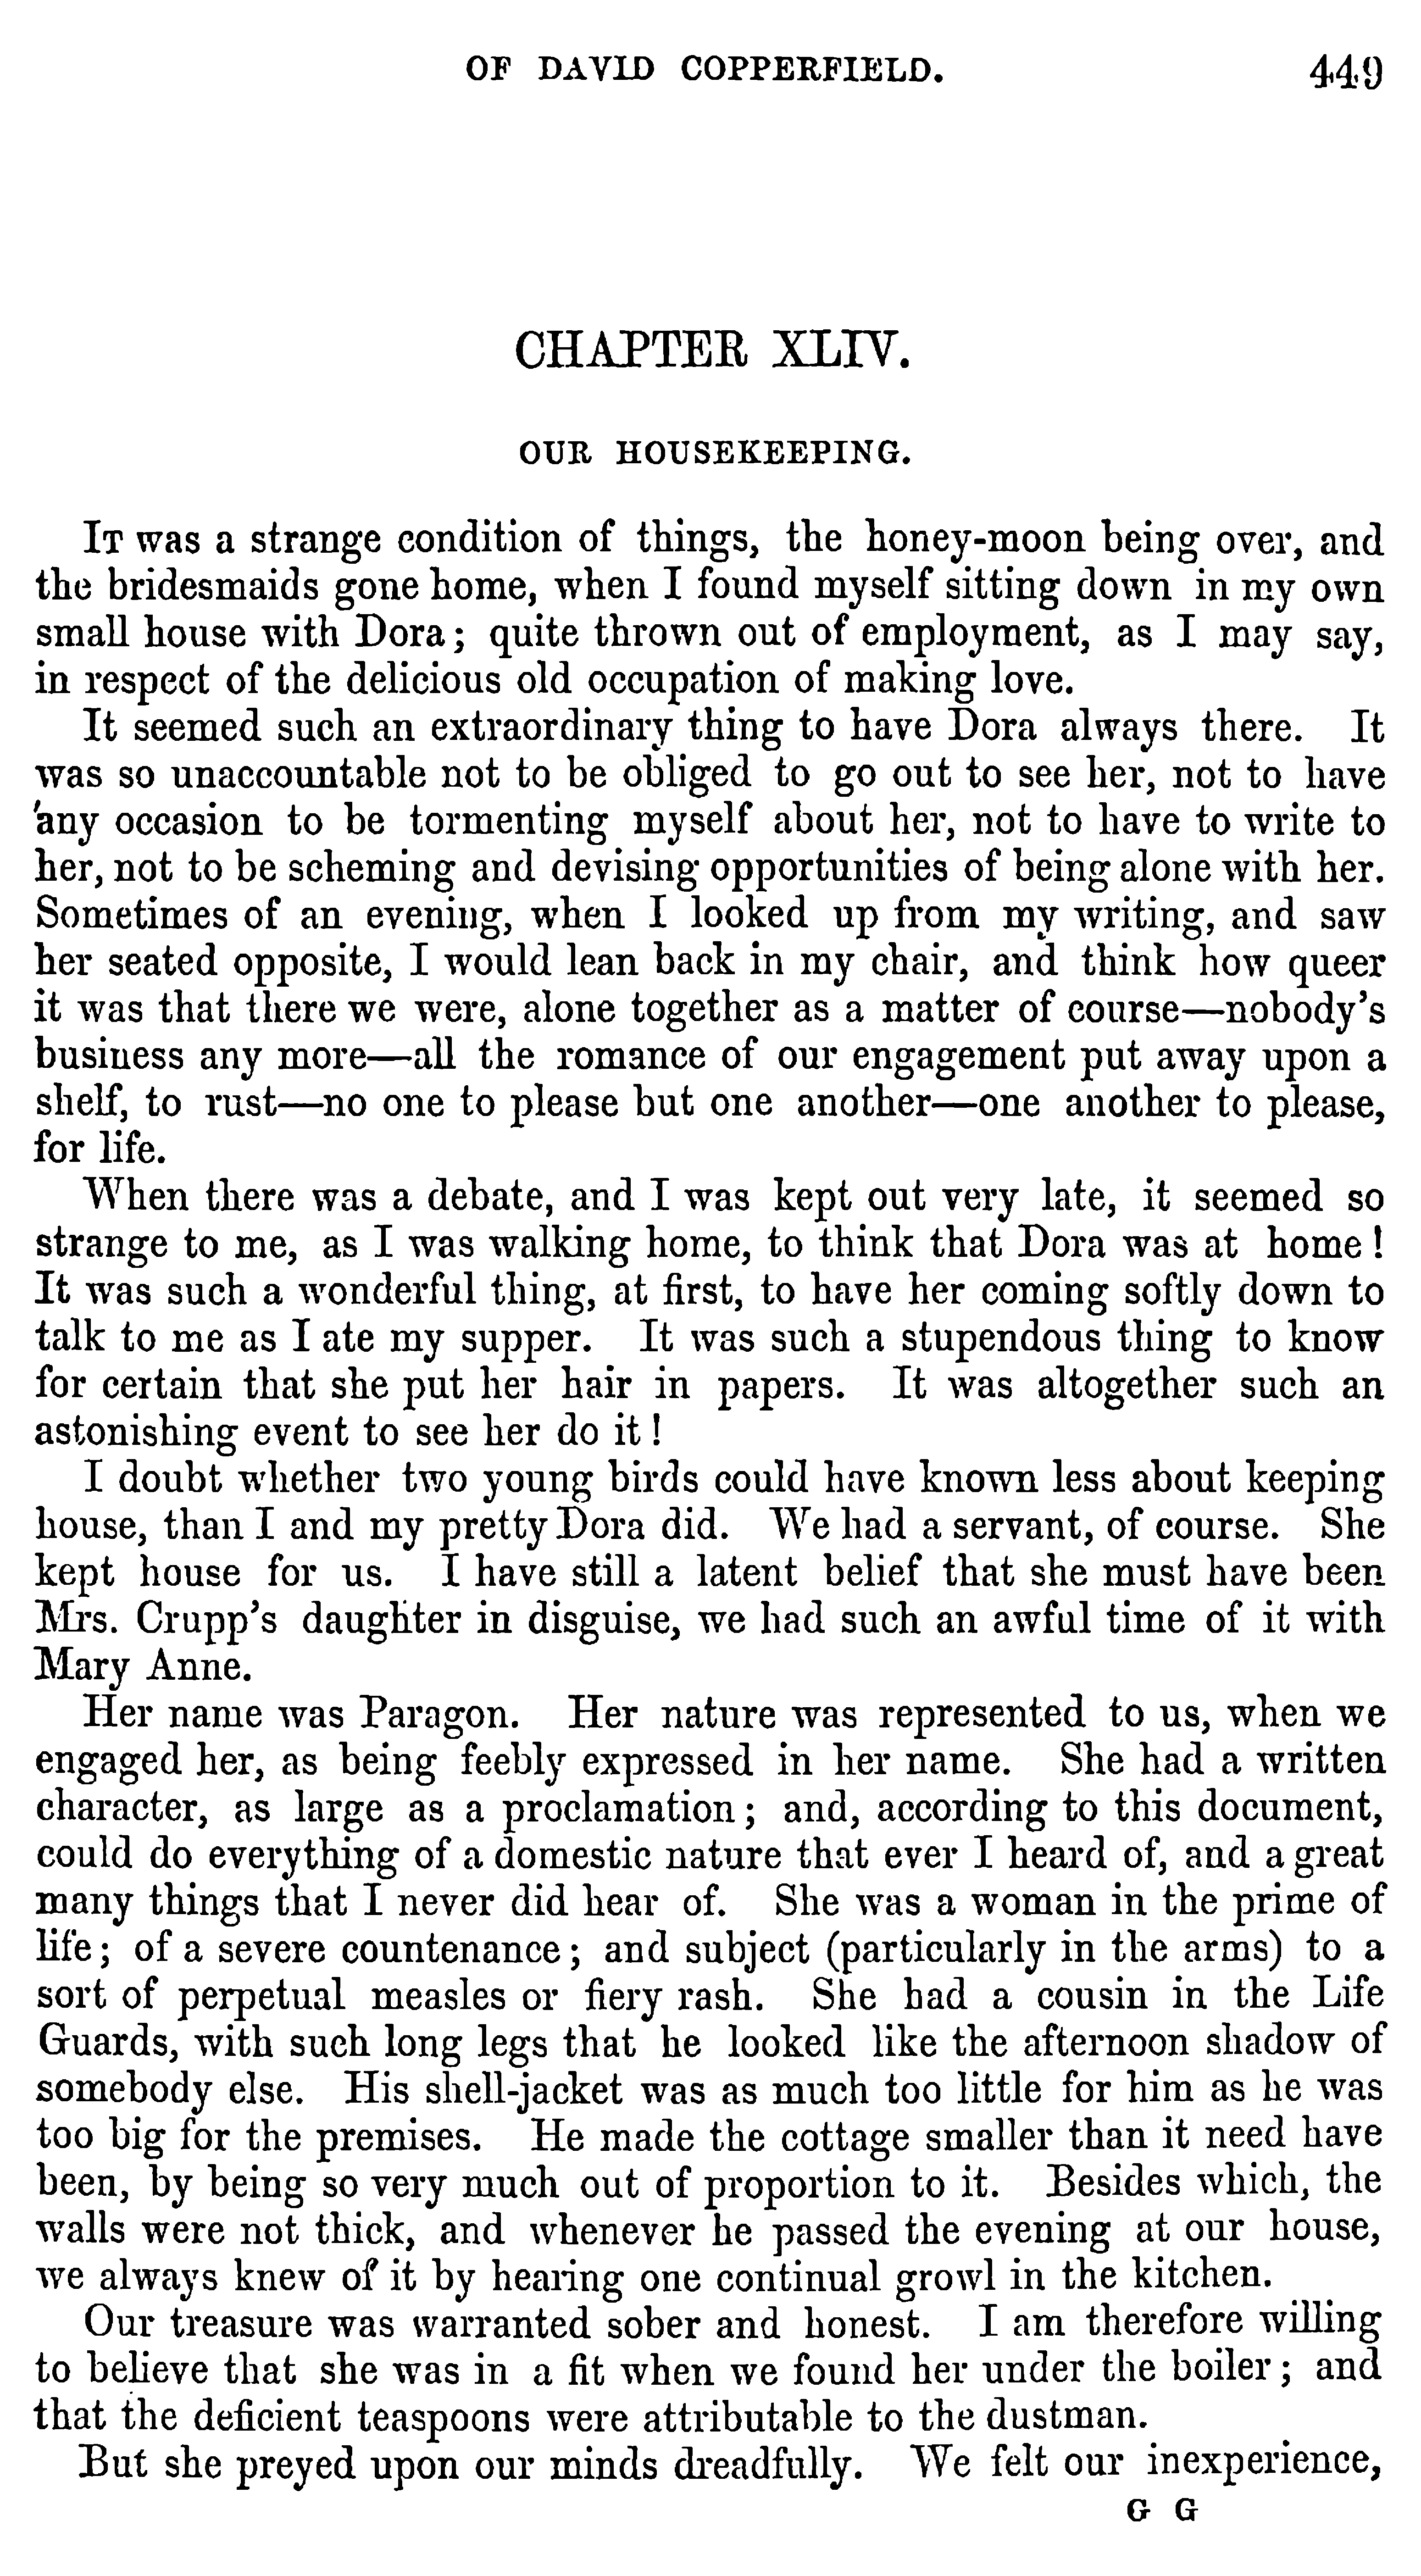 OF DAVID COPPERFIELD. 449
CHAPTER XLIV.
OUR HOUSEKEEPING.
IT was a strange condition of things, the honey-moon being over, and
the bridesmaids gone home, when I found myself sitting down in my own
small house with Dora; quite thrown out of employment, as I may say,
in respect of the delicious old occupation of making love.
It seemed such an extraordinary thing to have Dora always there. It
was so unaccountable not to be obliged to go out to see her, not to have
any occasion to be tormenting myself about her, not to have to write to
her, not to be scheming and devising opportunities of being alone with her.
Sometimes of an evening, when I looked up from my writing, and saw
her seated opposite, I would lean back in my chair, and think how queer
it was that there we were, alone together as a matter of course—nobody's
business any more—all the romance of our engagement put away upon a
shelf, to rust—no one to please but one another—one another to please,
for life.
When there was a debate, and I was kept out very late, it seemed so
strange to me, as I was walking home, to think that Dora was at home!
It was such a wonderful thing, at first, to have her coming softly down to
talk to me as I ate my supper. It was such a stupendous thing to know
for certain that she put her hair in papers. It was altogether such an
astonishing event to see her do it!
I doubt whether two young birds could have known less about keeping
house, than I and my pretty Dora did. We had a servant, of course. She
kept house for us. I have still a latent belief that she must have been
Mrs. Crupp's daughter in disguise, we had such an awful time of it with
Mary Anne.
Her name was Paragon. Her nature was represented to us, when we
engaged her, as being feebly expressed in her name. She had a written
character, as large as a proclamation; and, according to this document,
could do everything of a domestic nature that ever I heard of, and a great
many things that I never did hear of. She was a woman in the prime of
life; of a severe countenance; and subject (particularly in the arms) to a
sort of perpetual measles or fiery rash. She had a cousin in the Life
Guards, with such long legs that he looked like the afternoon shadow of
somebody else. His shell-jacket was as much too little for him as he was
too big for the premises. He made the cottage smaller than it need have
been, by being so very much out of proportion to it. Besides which, the
walls were not thick, and whenever he passed the evening at our house,
we always knew of it by hearing one continual growl in the kitchen.
Our treasure was warranted sober and honest. I am therefore willing
to believe that she was in a fit when we found her under the boiler; and
that the deficient teaspoons were attributable to the dustman.
But she preyed upon our minds dreadfully. We felt our inexperience,
G G